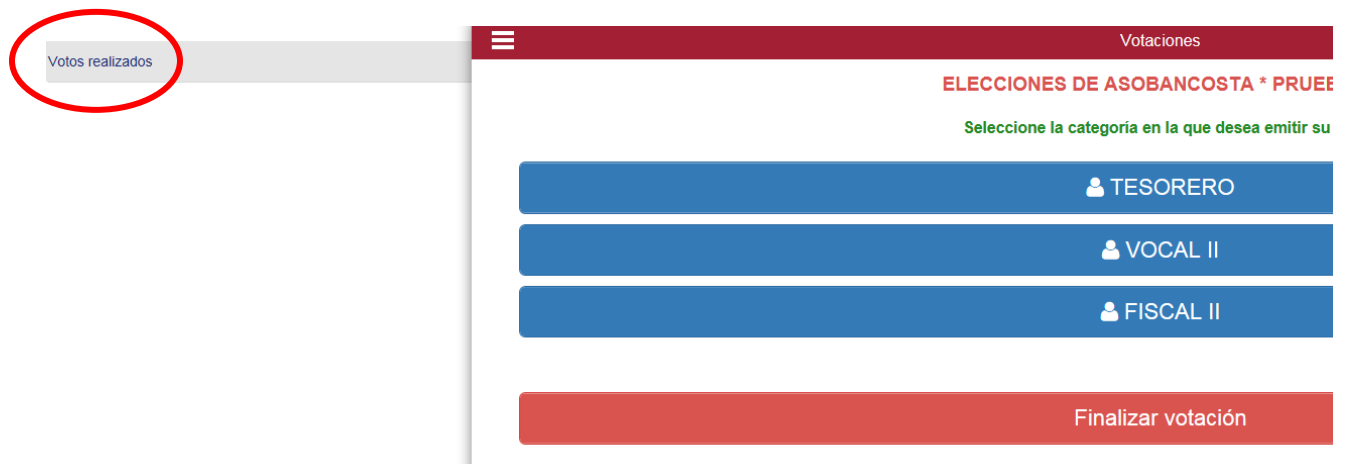 Votos realizados
Votaciones
ELECCIONES DE ASOBANCOSTA * PRUEB
Seleccione la categoría en la que desea emitir su
TESORERO
VOCAL II
FISCAL II
Finalizar votación